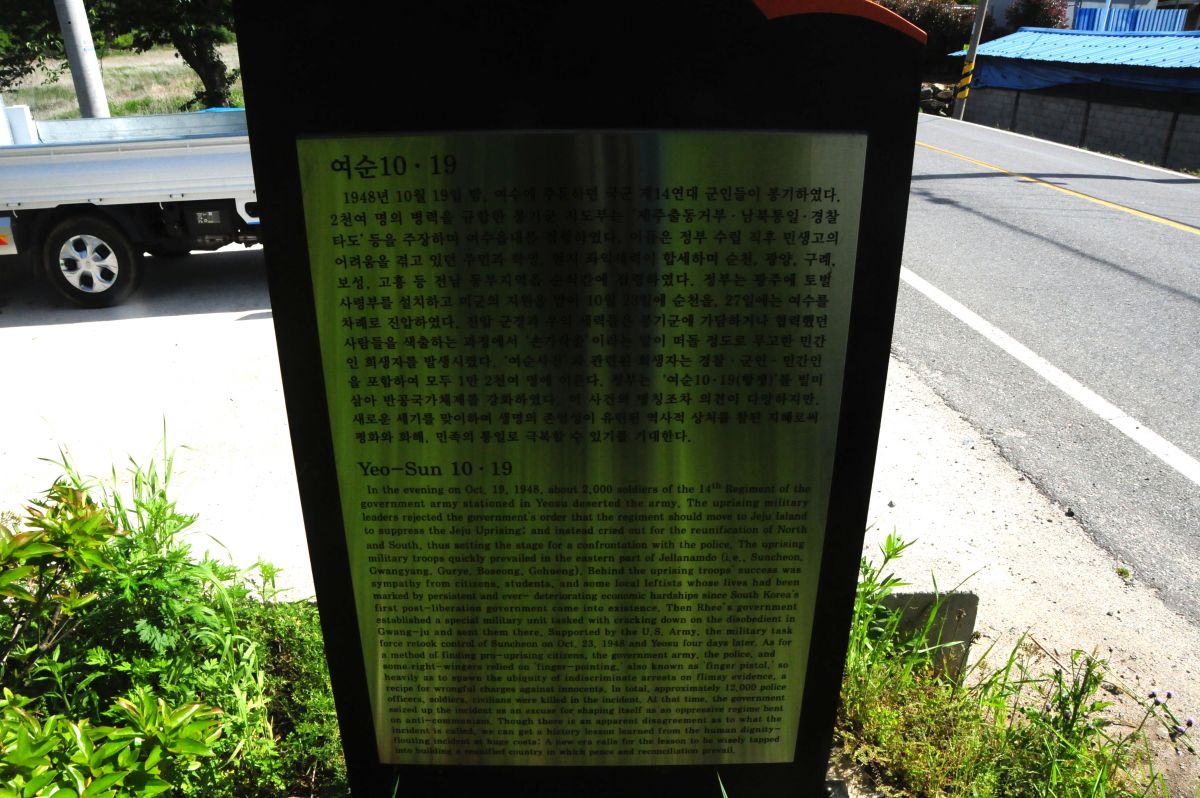 여순10·19
1948년 10월 19일 밤, 여수에 주둔하던 국군 제14연대 군인들이 봉기하였다.
2천여 명의 병력을 규합한 봉기군 지도부는 '제주출동거부·남북통일·경찰
타도' 등을 주장하며 여수읍내를 점령하였다. 이들은 정부 수립 직후 민생고의
어려움을 겪고 있던 주민과 학생, 현지 좌익세력이 합세하며 순천, 광양, 구례,
보성, 고흥 등 전남 동부지역을 순식간에 점령하였다. 정부는 광주에 토벌
사령부를 설치하고 미군의 지원을 받아 10월 23일에 순천을, 27일에는 여수를
차례로 진압하였다. 진압 군경과 우익 세력들은 봉기군에 가담하거나 협력했던
사람들을 색출하는 과정에서 '손가락총'이라는 말이 떠돌 정도로 무고한 민간
인 희생자를 발생시켰다. '여순사건'과 관련된 희생자는 경찰·군인·민간인
을 포함하여 모두 1만 2천여 명에 이른다. 정부는 '여순10·19(항쟁)'를 빌미
삼아 반공국가체제를 강화하였다. 이 사건의 명칭조차 의견이 다양하지만,
새로운 세기를 맞이하여 생명의 존엄성이 유린된 역사적 상처를 참된 지혜로써
평화와 화해, 민족의 통일로 극복할 수 있기를 기대한다.
Yeo-Sun 10·19
In the evening on Oct. 19, 1948, about 2,000 soldiers of the 14th Regiment of the
government army stationed in Yeosu deserted the army. The uprising military
leaders rejected the government's order that the regiment should move to Jeju Island
to suppress the Jeju Uprising; and instead cried out for the reunification of North
and South, thus setting the stage for a confrontation with the police. The uprising
military troops quickly prevailed in the eastern part of Jellanamdo (i.e., Suncheon,
Gwangyang, Gurye, Boseong, Gohueng). Behind the uprising troops' success was
sympathy from citizens, students, and some local leftists whose lives had been
marked by persistent and ever- deteriorating economic hardships since South Korea's
first post-liberation government came into existence. Then Rhee's government
established a special military unit tasked with cracking down on the disobedient in
Gwang-ju and sent them there. Supported by the U.S. Army, the military task
force retook control of Suncheon on Oct. 23, 1948 and Yeosu four days later. As for
a method of finding pro-uprising citizens, the government army, the police, and
some right-wingers relied on 'finger-pointing,' also known as 'finger pistol,' so
heavily as to spawn the ubiquity of indiscriminate arrests on flimsy evidence, a
recipe for wrongful charges against innocents. In total, approximately 12,000 police
officers, soldiers, civilians were killed in the incident. At that time, the government
seized up the incident as an excuse for shaping itself as an oppressive regime bent
on anti-communism. Though there is an apparent disagreement as to what the
incident is called, we can get a history lesson learned from the human dignity-
flouting incident at huge costs: A new era calls for the lesson to be wisely tapped
into building a reunified country in which peace and reconciliation prevail.